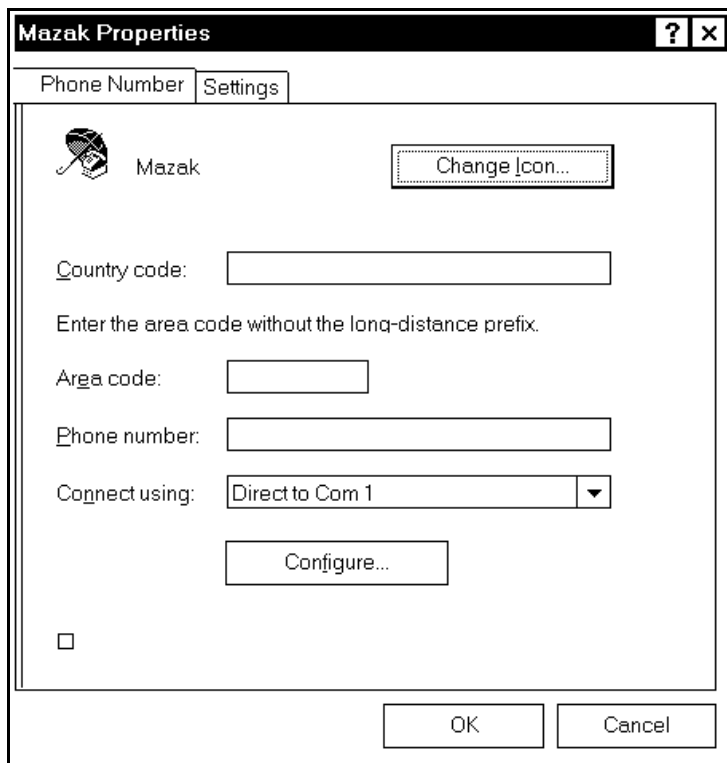 Mazak Properties ? ×
Phone Number Settings
Mazak Change Icon...
Country code:
Enter the area code without the long-distance prefix.
Area code:
Phone number:
Connect using: Direct to Com 1
Configure...
OK Cancel